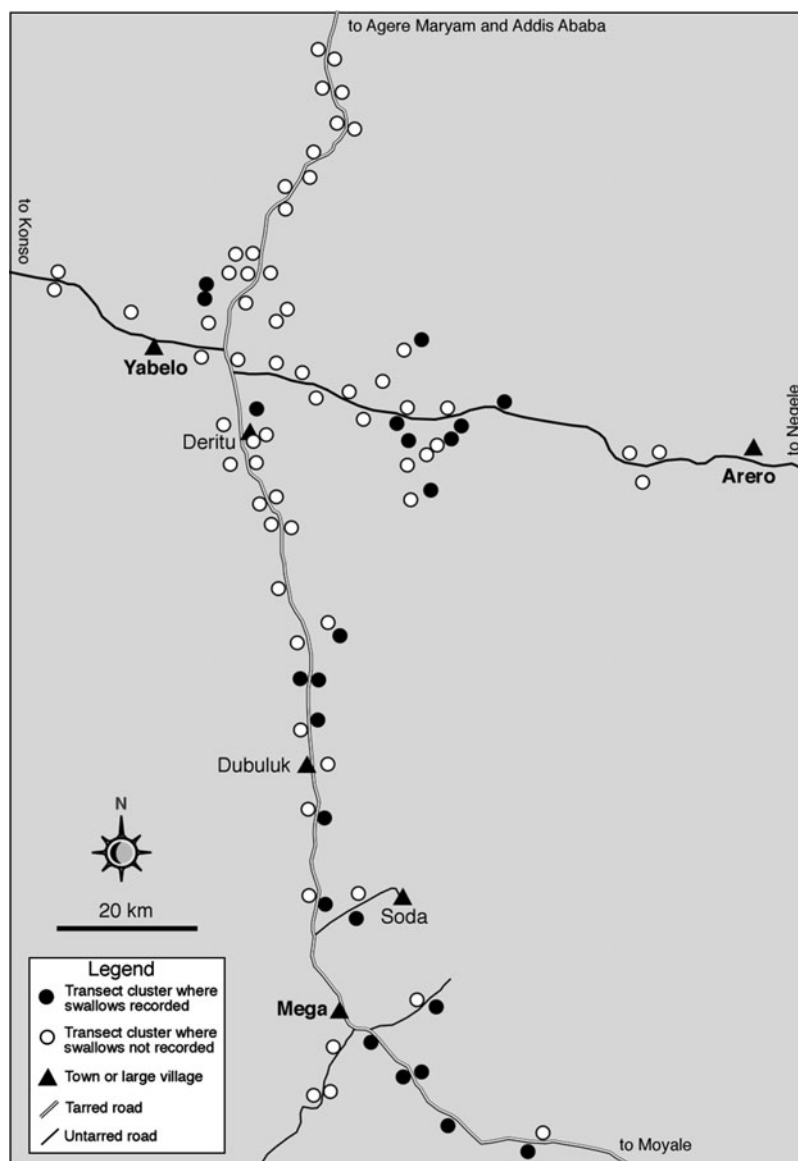 to Agere Maryam and Addis Ababa
to Konso
Yabelo
Deritu
to Negele
Arero
Dubuluk
N
20 km
Soda
Legend
Transect cluster where
swallows recorded
Transect cluster where
swallows not recorded
Town or large village
Tarred road
Untarred road
Mega
to Moyale